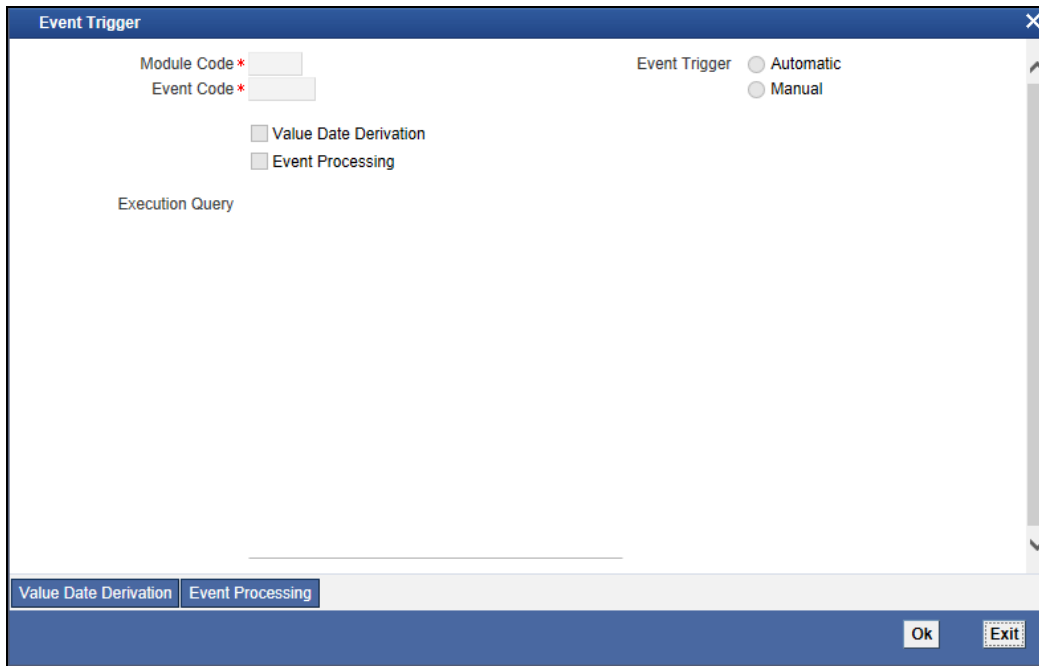 Event Trigger
Module Code *
Event Code *
Event Trigger
Automatic
Manual
Value Date Derivation
Event Processing
Execution Query
Value Date Derivation
Event Processing
Ok
Exit